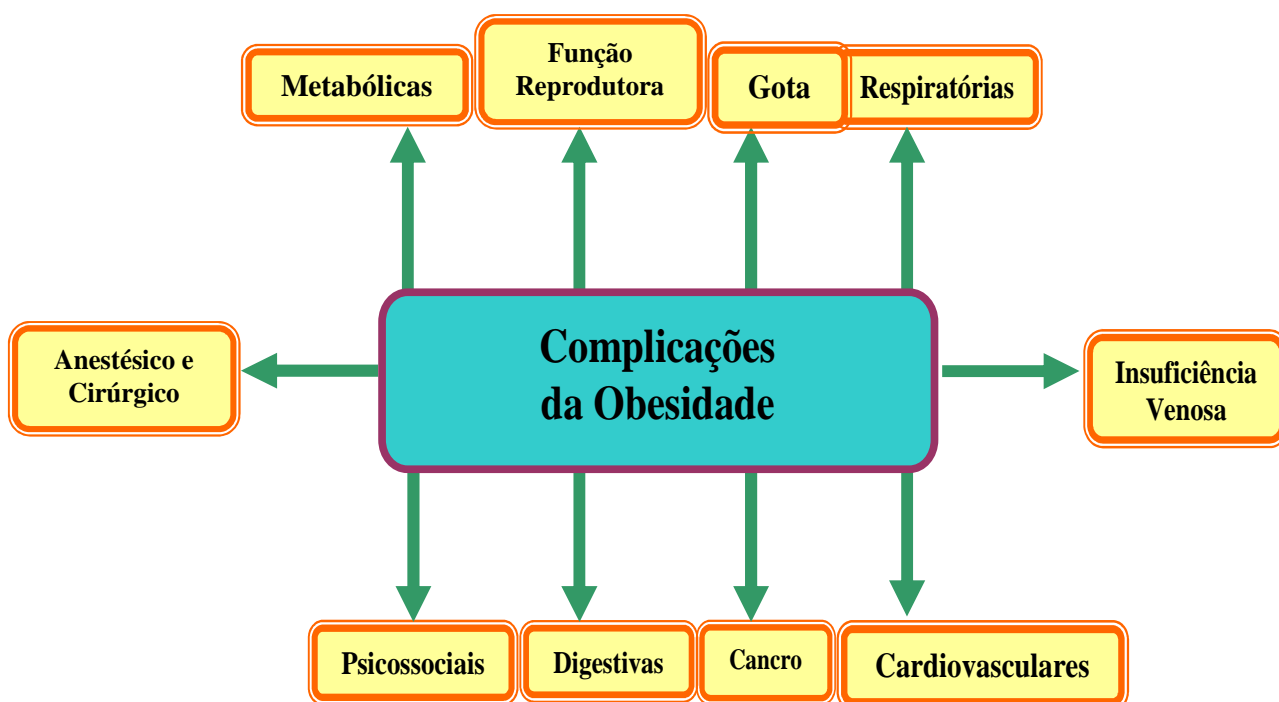 Metabólicas
Função
Reprodutora
Gota
Respiratórias
Anestésico e
Cirúrgico
Complicações
da Obesidade
Insuficiência
Venosa
Psicossociais
Digestivas
Cancro
Cardiovasculares